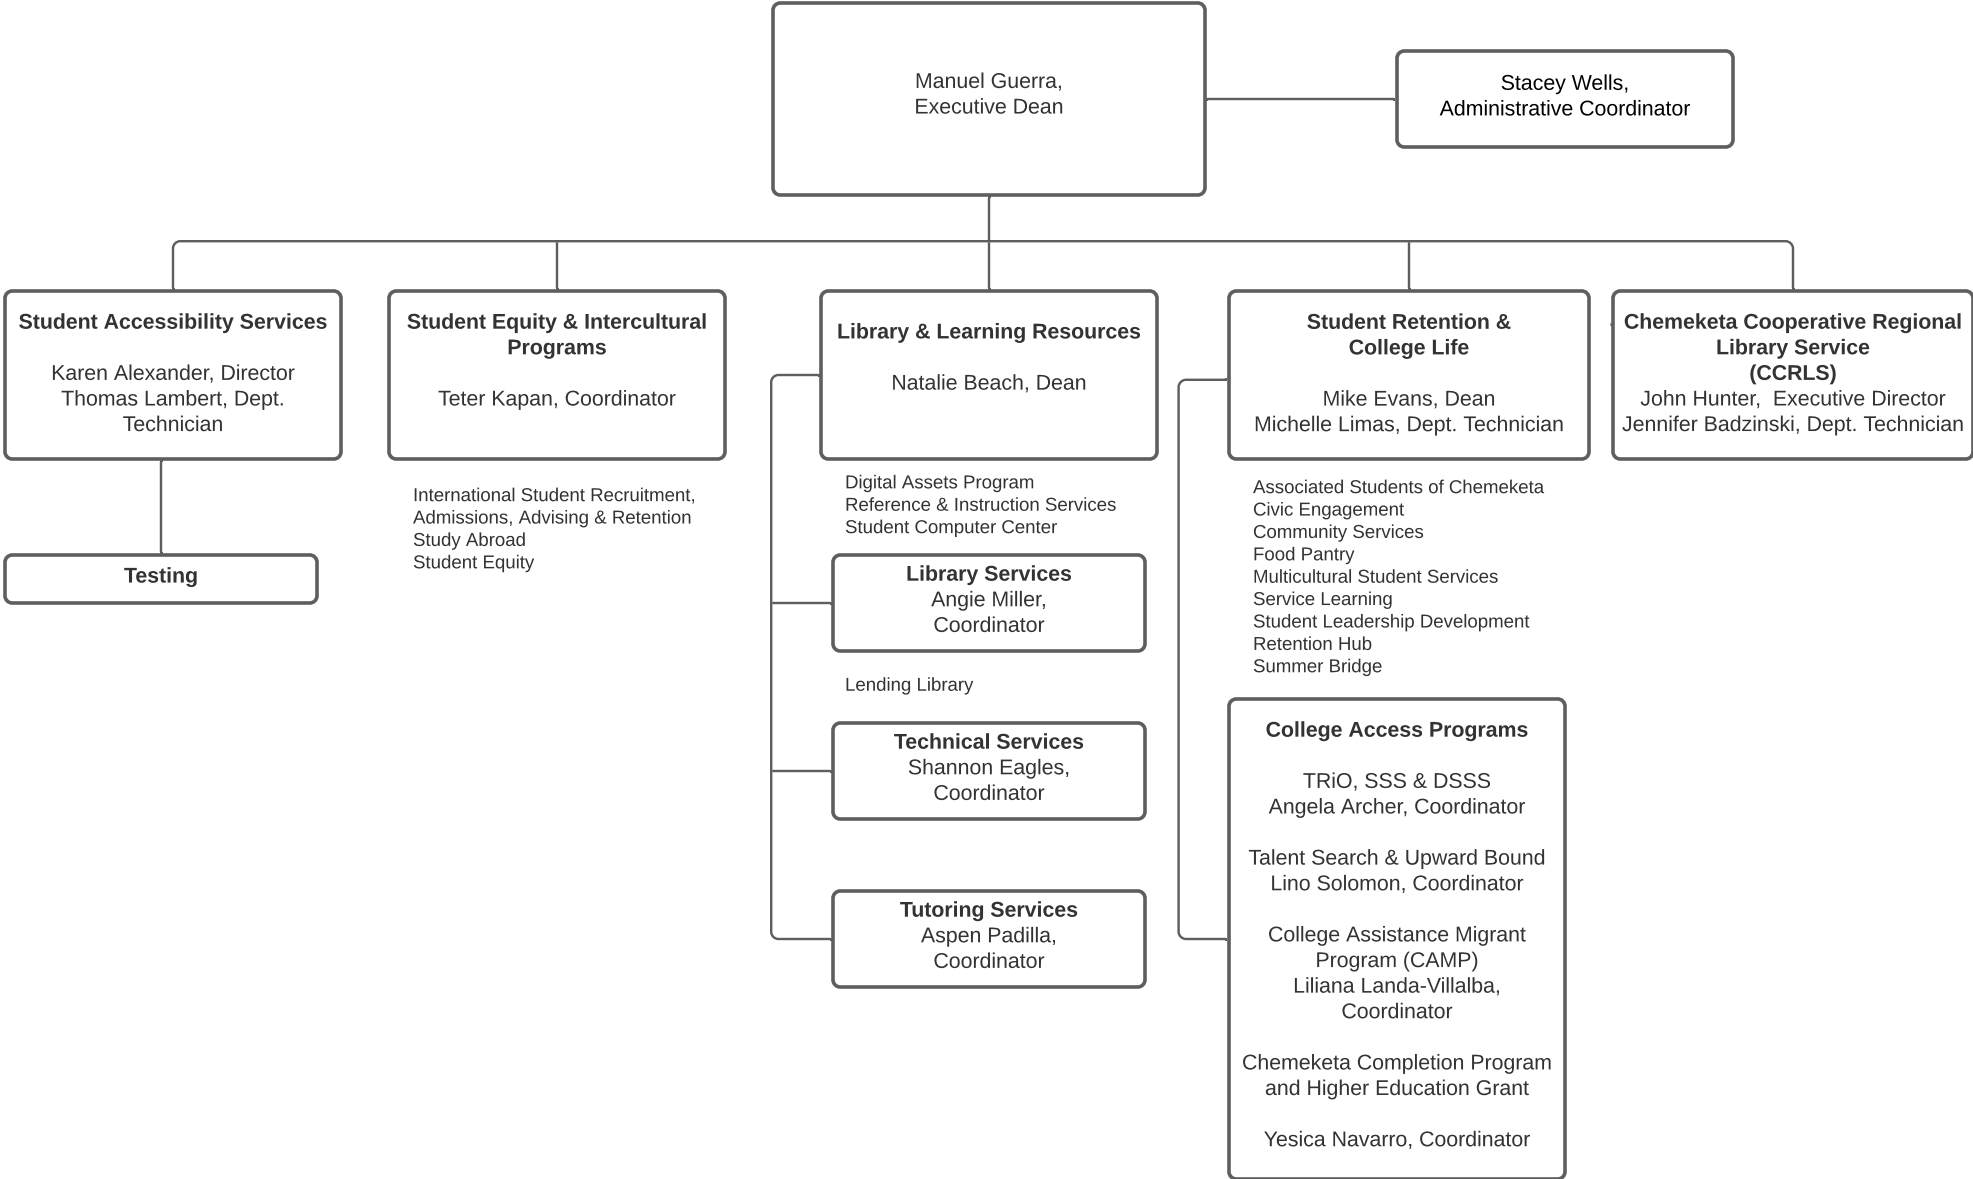 Manuel Guerra,
Executive Dean
Stacey Wells,
Administrative Coordinator
Student Accessibility Services
Karen Alexander, Director
Thomas Lambert, Dept.
Technician
Testing
Student Equity & Intercultural
Programs
Teter Kapan, Coordinator
International Student Recruitment,
Admissions, Advising & Retention
Study Abroad
Student Equity
Library & Learning Resources
Natalie Beach, Dean
Digital Assets Program
Reference & Instruction Services
Student Computer Center
Library Services
Angie Miller,
Coordinator
Lending Library
Technical Services
Shannon Eagles,
Coordinator
Tutoring Services
Aspen Padilla,
Coordinator
Student Retention &
College Life
Mike Evans, Dean
Michelle Limas, Dept. Technician
Associated Students of Chemeketa
Civic Engagement
Community Services
Food Pantry
Multicultural Student Services
Service Learning
Student Leadership Development
Retention Hub
Summer Bridge
College Access Programs
TRiO, SSS & DSSS
Angela Archer, Coordinator
Talent Search & Upward Bound
Lino Solomon, Coordinator
College Assistance Migrant
Program (CAMP)
Liliana Landa-Villalba,
Coordinator
Chemeketa Completion Program
and Higher Education Grant
Yesica Navarro, Coordinator
Chemeketa Cooperative Regional
Library Service
(CCRLS)
John Hunter,  Executive Director
Jennifer Badzinski, Dept. Technician